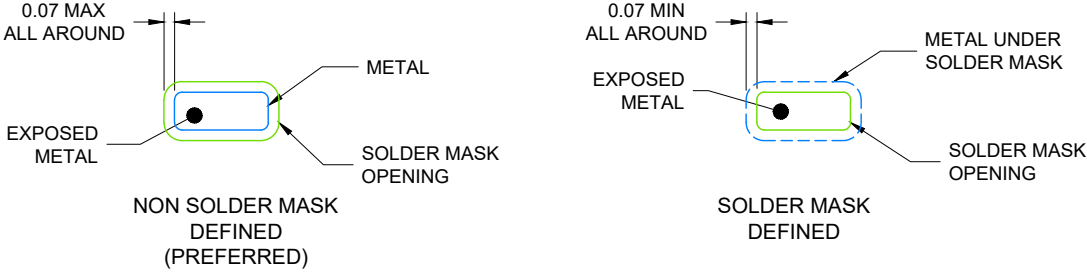 0.07 MAX
ALL AROUND
METAL
EXPOSED
METAL
SOLDER MASK
OPENING
NON SOLDER MASK
DEFINED
(PREFERRED)
0.07 MIN
ALL AROUND
METAL UNDER
SOLDER MASK
EXPOSED
METAL
SOLDER MASK
OPENING
SOLDER MASK
DEFINED